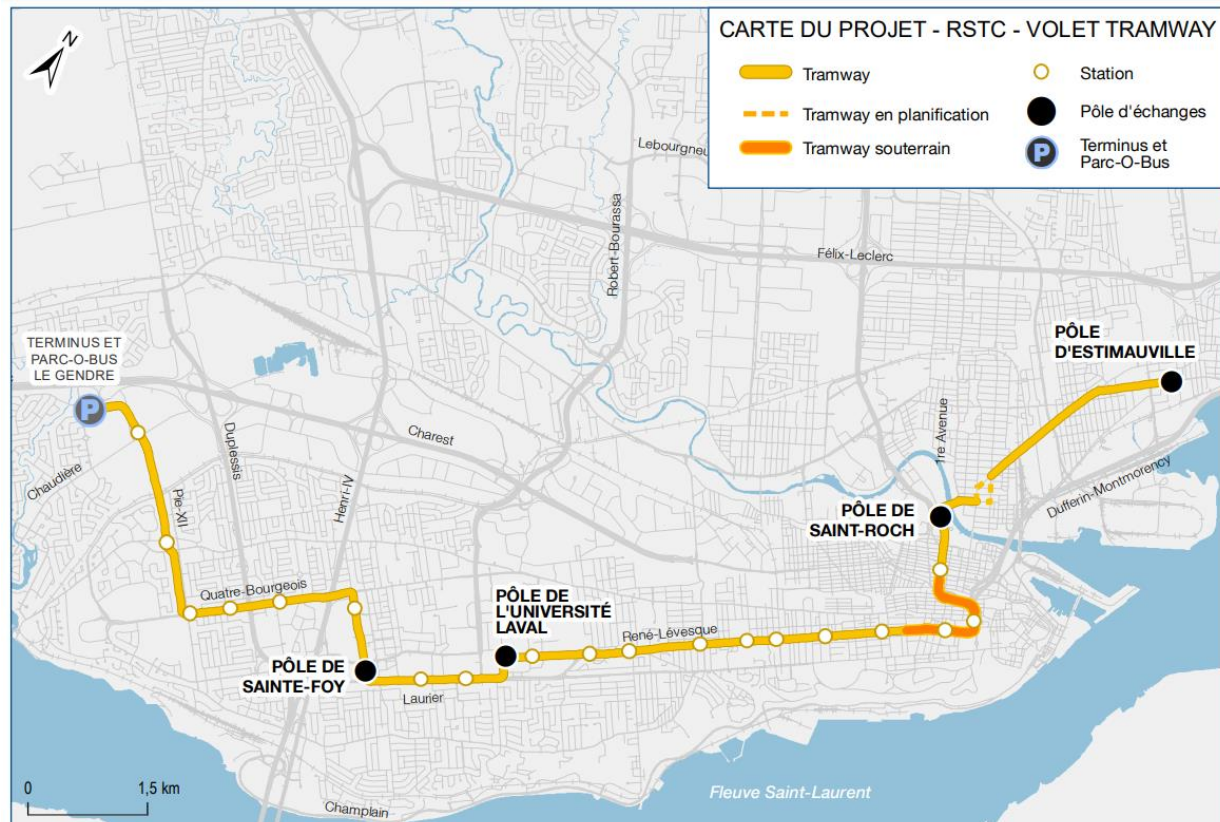 N
CARTE DU PROJET - RSTC - VOLET TRAMWAY
Tramway
Station
Tramway en planification
Pôle d'échanges
Tramway souterrain
P
Terminus et
Parc-O-Bus
Lebourgneu
Robert-Bourassa
Félix-Leclerc
TERMINUS ET
PARC-O-BUS
LE GENDRE
P
PÔLE
D'ESTIMAUVILLE
Charest
Duplessis
1re Avenue
Chaudière
Pie-XII
Henri-IV
Dufferin-Montmorency
PÔLE DE
SAINT-ROCH
Quatre-Bourgeois
PÔLE DE
L'UNIVERSITÉ
LAVAL
René-Lévesque
PÔLE DE
SAINTE-FOY
Laurier
0 1,5 km
Champlain
Fleuve Saint-Laurent